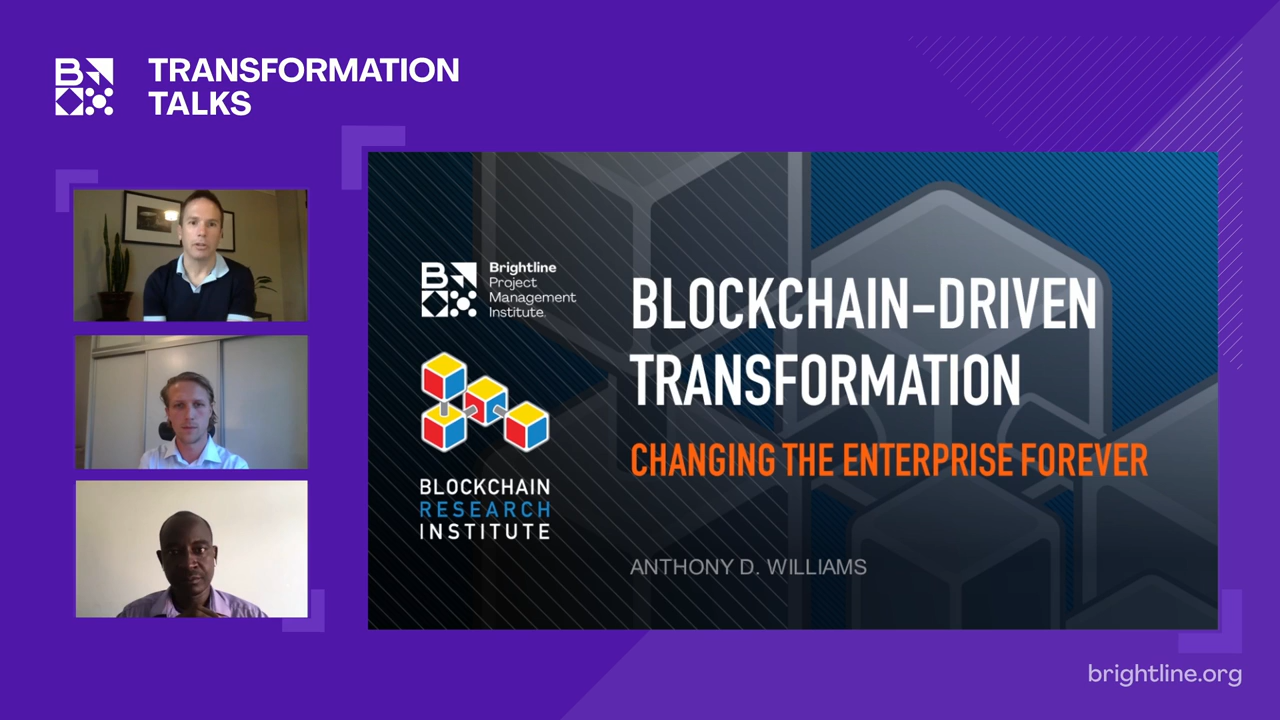 TRANSFORMATION
TALKS
Brightline
Project
Management
Institute.
BLOCKCHAIN
RESEARCH
INSTITUTE
BLOCKCHAIN-DRIVEN
TRANSFORMATION
CHANGING THE ENTERPRISE FOREVER
ANTHONY D. WILLIAMS
brightline.org